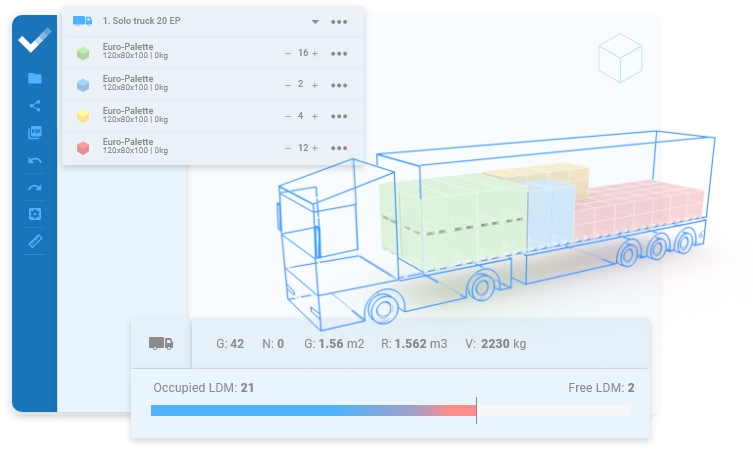 1. Solo truck 20 EP
Euro-Palette
120x80x100 | 0kg
− 16 +
Euro-Palette
120x80x100 | 0kg
− 2 +
Euro-Palette
120x80x100 | 0kg
− 4 +
Euro-Palette
120x80x100 | 0kg
− 12 +
G: 42 N: 0 G: 1.56 m2 R: 1.562 m3 V: 2230 kg
Occupied LDM: 21 Free LDM: 2